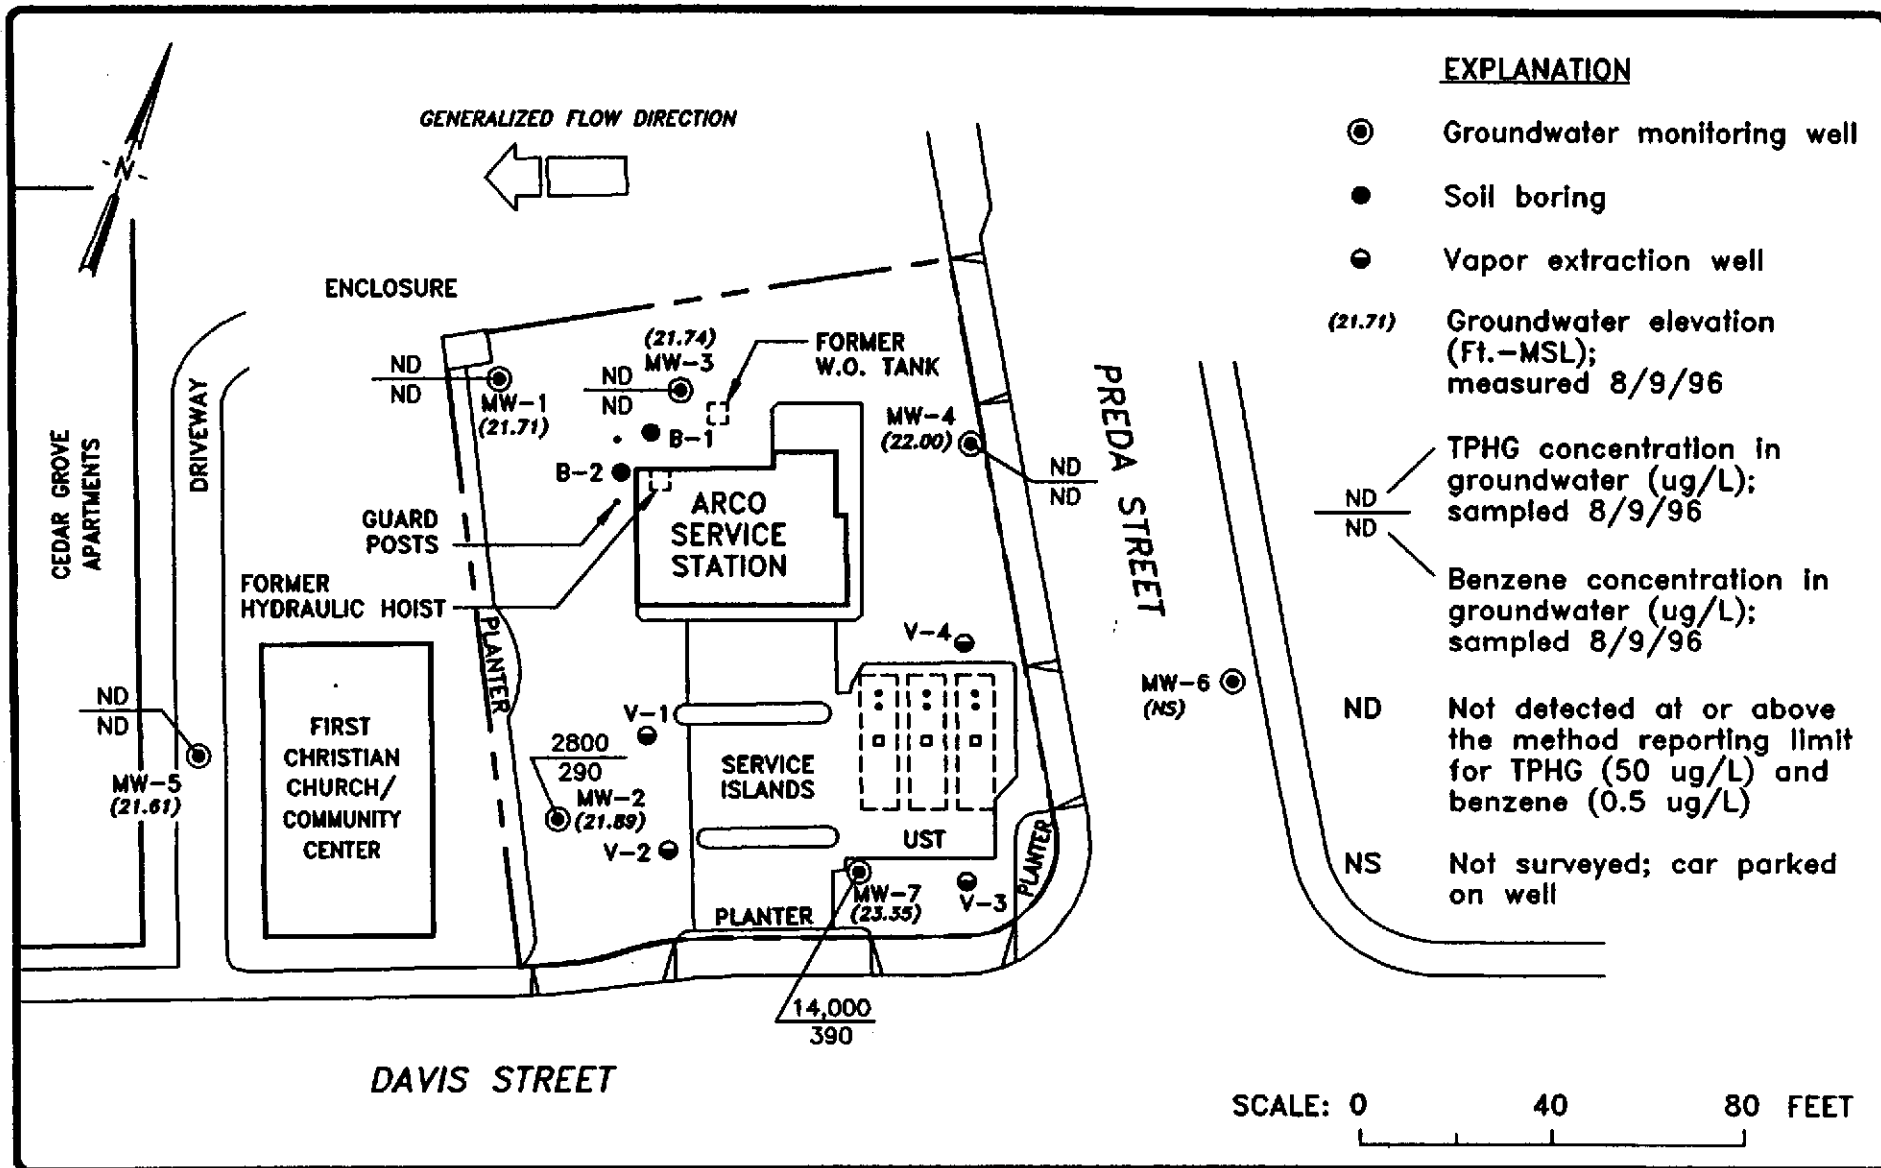 GENERALIZED FLOW DIRECTION
N
ENCLOSURE
(21.74)
MW-3
ND
ND
FORMER
W.O. TANK
ND
ND
MW-1
(21.71)
B-1
B-2
MW-4
(22.00)
ND
ND
PREDA STREET
CEDAR GROVE
APARTMENTS
DRIVEWAY
GUARD
POSTS
ARCO
SERVICE
STATION
FORMER
HYDRAULIC HOIST
PLANTER
V-4
MW-6
(NS)
ND
ND
MW-5
(21.61)
FIRST
CHRISTIAN
CHURCH/
COMMUNITY
CENTER
V-1
2800
290
MW-2
(21.89)
V-2
SERVICE
ISLANDS
UST
PLANTER
MW-7
(23.35)
V-3
PLANTER
14,000
390
DAVIS STREET
EXPLANATION
Groundwater monitoring well
Soil boring
Vapor extraction well
(21.71) Groundwater elevation
(Ft.-MSL);
measured 8/9/96
TPHG concentration in
groundwater (ug/L);
sampled 8/9/96
ND
ND
Benzene concentration in
groundwater (ug/L);
sampled 8/9/96
ND Not detected at or above
the method reporting limit
for TPHG (50 ug/L) and
benzene (0.5 ug/L)
NS Not surveyed; car parked
on well
SCALE: 0 40 80 FEET